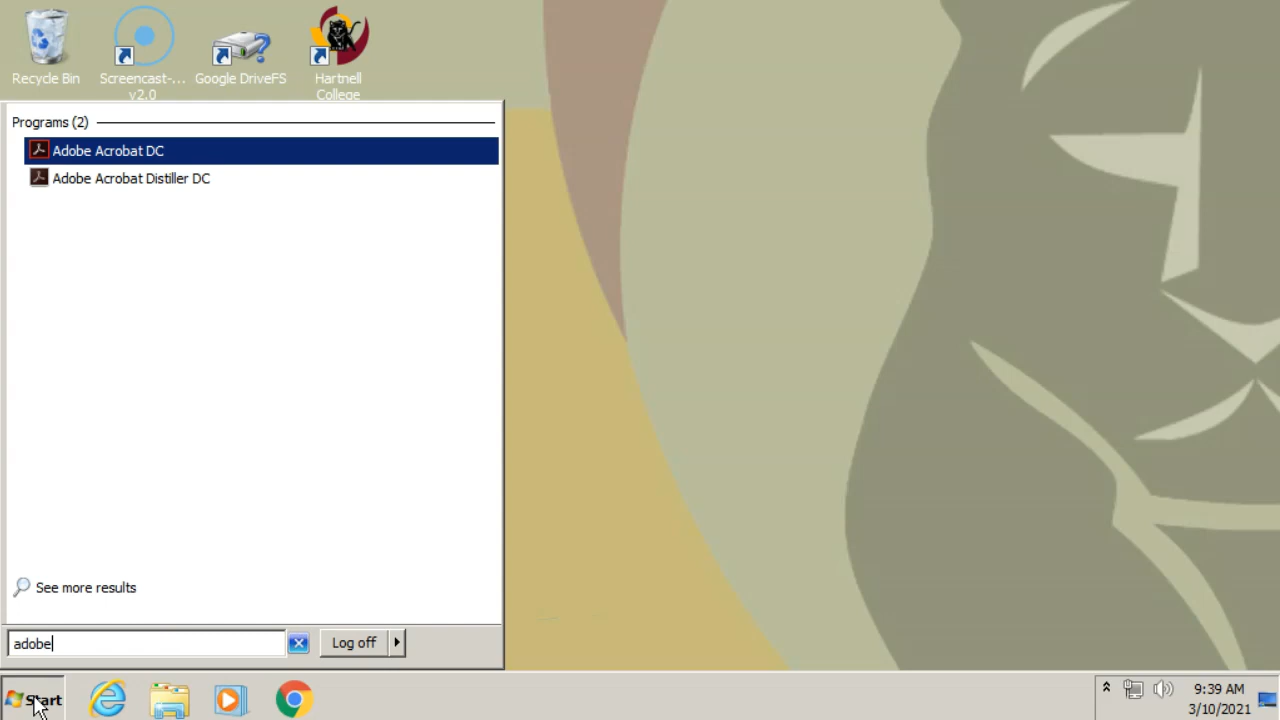 Recycle Bin
Screencast-...
v2.0
Google DriveFS
Hartnell
College
Programs (2)
Adobe Acrobat DC
Adobe Acrobat Distiller DC
See more results
adobe
Log off
Start
9:39 AM
3/10/2021